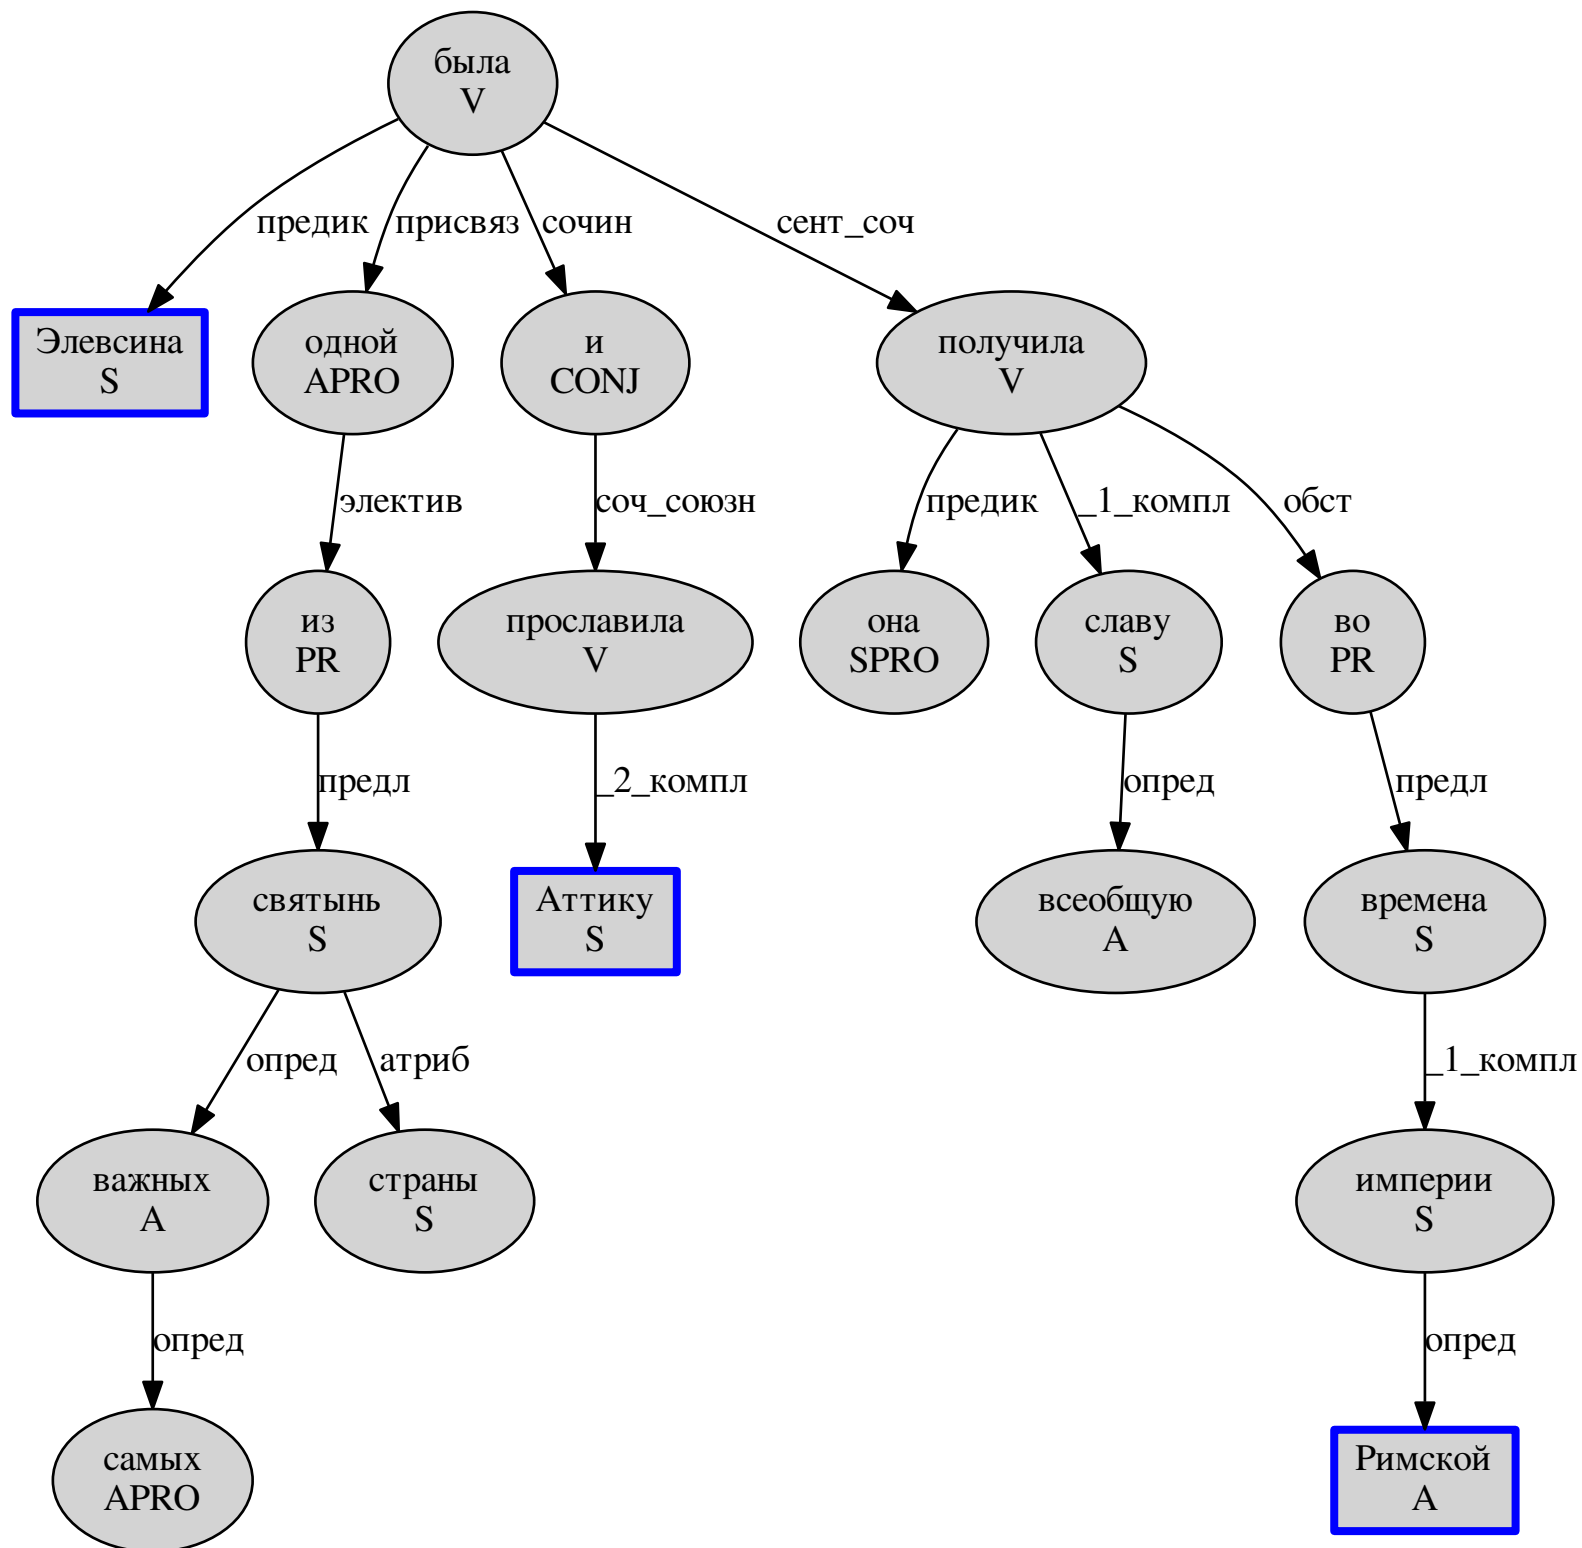 была
V
предик
присвяз
сочин
сент_соч
Элевсина
S
одной
APRO
и
CONJ
получила
V
электив
соч_союзн
предик
_1_компл
обст
из
PR
прославила
V
она
SPRO
славу
S
во
PR
предл
_2_компл
опред
предл
святынь
S
Аттику
S
всеобщую
A
времена
S
опред
атриб
_1_компл
важных
A
страны
S
империи
S
опред
опред
самых
APRO
Римской
A